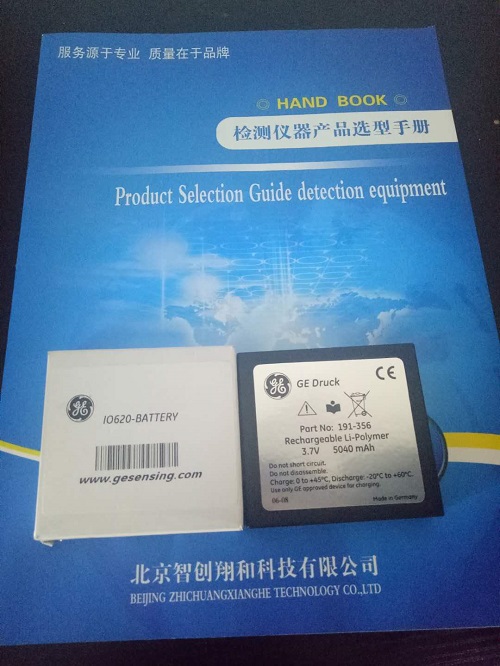 服务源于专业 质量在于品牌
HAND BOOK
检测仪器产品选型手册
Product Selection Guide detection equipment
GE
IO620-BATTERY
www.gesensing.com
GE
GE Druck
CE
Part No: 191-356
Rechargeable Li-Polymer
3.7V 5040 mAh
Do not short circuit.
Do not disassemble.
Charge: 0 to +45°C, Discharge: -20°C to +60°C.
Use only GE approved device for charging.
06-08
Made in Germany
北京智创翔和科技有限公司
BEIJING ZHICHUANGXIANGHE TECHNOLOGY CO.,LTD